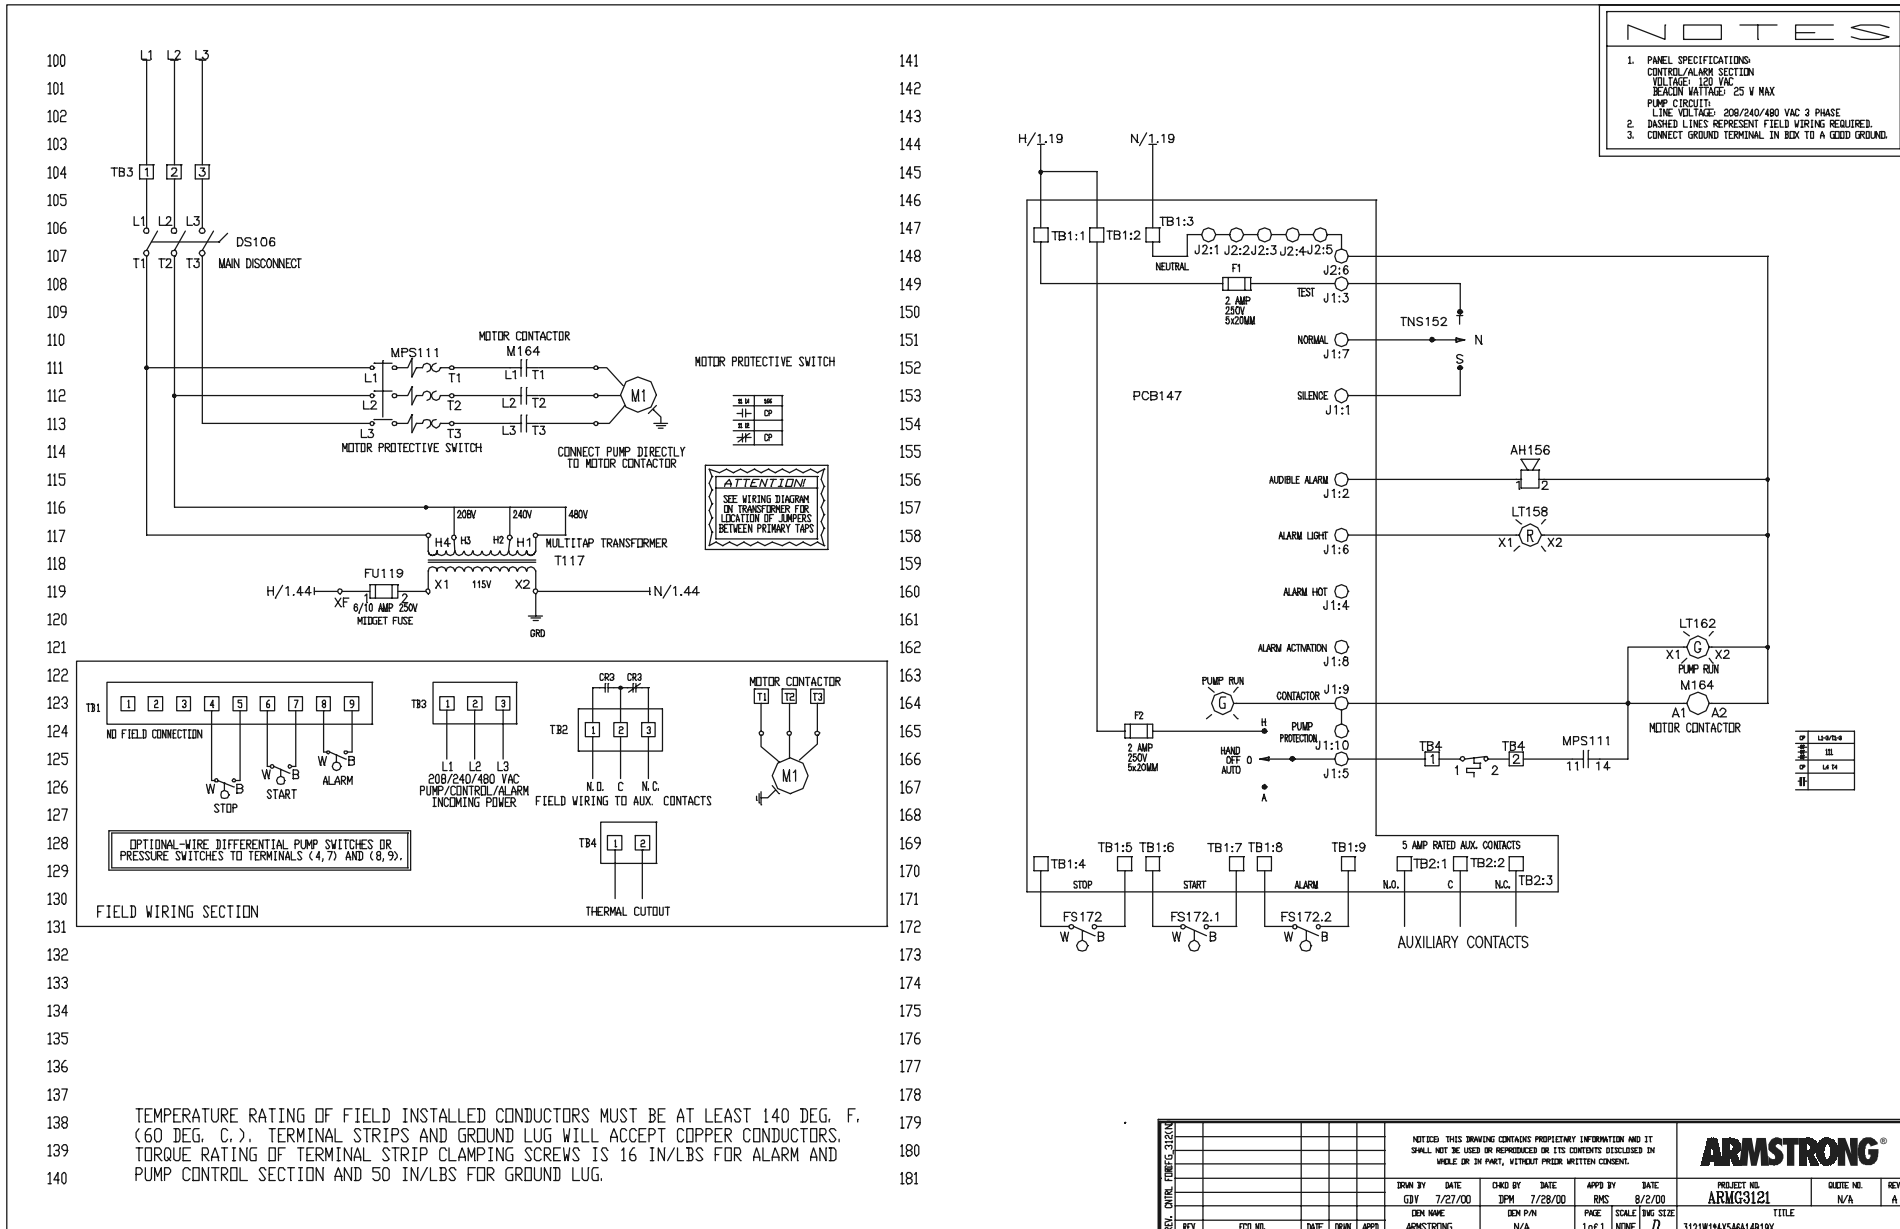 NOTES
1. PANEL SPECIFICATIONS:
CONTROL/ALARM SECTION
VOLTAGE: 120 VAC
BEACON WATTAGE: 25 W MAX
PUMP CIRCUIT:
LINE VOLTAGE: 208/240/480 VAC 3 PHASE
2. DASHED LINES REPRESENT FIELD WIRING REQUIRED.
3. CONNECT GROUND TERMINAL IN BOX TO A GOOD GROUND.
100 L1 L2 L3
101
102
103
104 TB3 1 2 3
105
106 L1 L2 L3 DS106
107 T1 T2 T3 MAIN DISCONNECT
108
109
110 MOTOR CONTACTOR
MPS111 M164
111 L1 T1 L1 T1 MOTOR PROTECTIVE SWITCH
112 L2 T2 L2 T2 M1
113 L3 T3 L3 T3
MOTOR PROTECTIVE SWITCH
114 CONNECT PUMP DIRECTLY
TO MOTOR CONTACTOR
CP
CP
115 ATTENTION!
SEE WIRING DIAGRAM
ON TRANSFORMER FOR
LOCATION OF JUMPERS
BETWEEN PRIMARY TAPS
116 208V 240V 480V
117 H4 H3 H2 H1 MULTITAP TRANSFORMER
118 T117
FU119
119 H/1.44 XF 1 2 X1 115V X2 N/1.44
6/10 AMP 250V
120 MIDGET FUSE
GRD
121
122 CR3 CR3 MOTOR CONTACTOR
123 TB1 1 2 3 4 5 6 7 8 9 TB3 1 2 3 T1 T2 T3
124 NO FIELD CONNECTION TB2 1 2 3
125 W B W B W B L1 L2 L3 M1
STOP START ALARM
208/240/480 VAC
126 PUMP/CONTROL/ALARM
INCOMING POWER
N.O. C N.C.
FIELD WIRING TO AUX. CONTACTS
127
128 OPTIONAL-WIRE DIFFERENTIAL PUMP SWITCHES OR
PRESSURE SWITCHES TO TERMINALS (4,7) AND (8,9).
TB4 1 2
129
130 FIELD WIRING SECTION THERMAL CUTOUT
131
132
133
134
135
136
137
138
139
140
TEMPERATURE RATING OF FIELD INSTALLED CONDUCTORS MUST BE AT LEAST 140 DEG. F.
(60 DEG. C.). TERMINAL STRIPS AND GROUND LUG WILL ACCEPT COPPER CONDUCTORS.
TORQUE RATING OF TERMINAL STRIP CLAMPING SCREWS IS 16 IN/LBS FOR ALARM AND
PUMP CONTROL SECTION AND 50 IN/LBS FOR GROUND LUG.
141
142
143
144 H/1.19 N/1.19
145
146
147 TB1:1 TB1:2 TB1:3
J2:1 J2:2 J2:3 J2:4 J2:5
148 NEUTRAL J2:6
149 F1 TEST J1:3
2 AMP
250V
5x20MM
150 TNS152 T
151 NORMAL J1:7 N
152 S
153 PCB147 SILENCE J1:1
154
155 AH156
156 AUDIBLE ALARM J1:2 1 2
157 LT158
158 ALARM LIGHT J1:6 X1 R X2
159
160 ALARM HOT J1:4
161 LT162
162 ALARM ACTIVATION J1:8 X1 G X2
PUMP RUN
163 PUMP RUN M164
164 G CONTACTOR J1:9 A1 A2
MOTOR CONTACTOR
165 F2 H PUMP
PROTECTION J1:10
2 AMP
250V
5x20MM
166 HAND
OFF O
AUTO
J1:5 TB4 1 1 2 TB4 2 MPS111 11 14
CP L1-3/T1-3
111
CP L4 T4
167 A
168
169 TB1:5 TB1:6 TB1:7 TB1:8 TB1:9 5 AMP RATED AUX. CONTACTS
170 TB1:4 TB2:1 TB2:2 TB2:3
STOP START ALARM N.O. C N.C.
171
172 FS172 FS172.1 FS172.2
W B W B W B AUXILIARY CONTACTS
173
174
175
176
177
178
179
180
181
NOTICE: THIS DRAWING CONTAINS PROPIETARY INFORMATION AND IT
SHALL NOT BE USED OR REPRODUCED OR ITS CONTENTS DISCLOSED IN
WHOLE OR IN PART, WITHOUT PRIOR WRITTEN CONSENT.
ARMSTRONG®
DRWN BY DATE CHKD BY DATE APPD BY DATE PROJECT NO. QUOTE NO. REV
GDV 7/27/00 DPM 7/28/00 RMS 8/2/00 ARMG3121 N/A A
OEM NAME OEM P/N PAGE SCALE DWG SIZE TITLE
ARMSTRONG N/A 1 of 1 NONE D
REV. ECO NO. DATE DRWN APPD